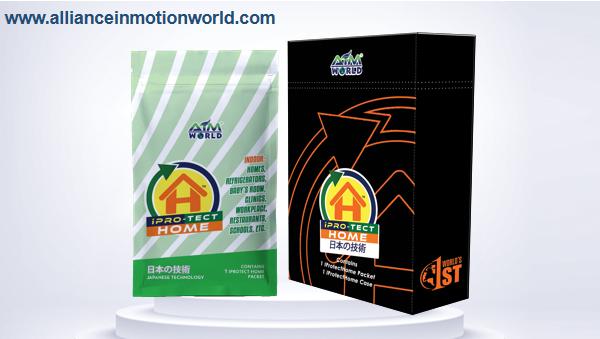 www.allianceinmotionworld.com
AIM
WORLD
INDOOR:
HOMES,
REFRIGERATORS,
BABY'S ROOM,
CLINICS,
WORKPLACE,
RESTAURANTS,
SCHOOLS, ETC.
iPRO-TECT
HOME
日本の技術
JAPANESE TECHNOLOGY
CONTAINS
1 IPROTECT HOME
PACKET
AIM
WORLD
iPRO-TECT
HOME
日本の技術
Contains
1 IProtectHome Packet
1 IProtectHome Case
WORLD'S
1ST